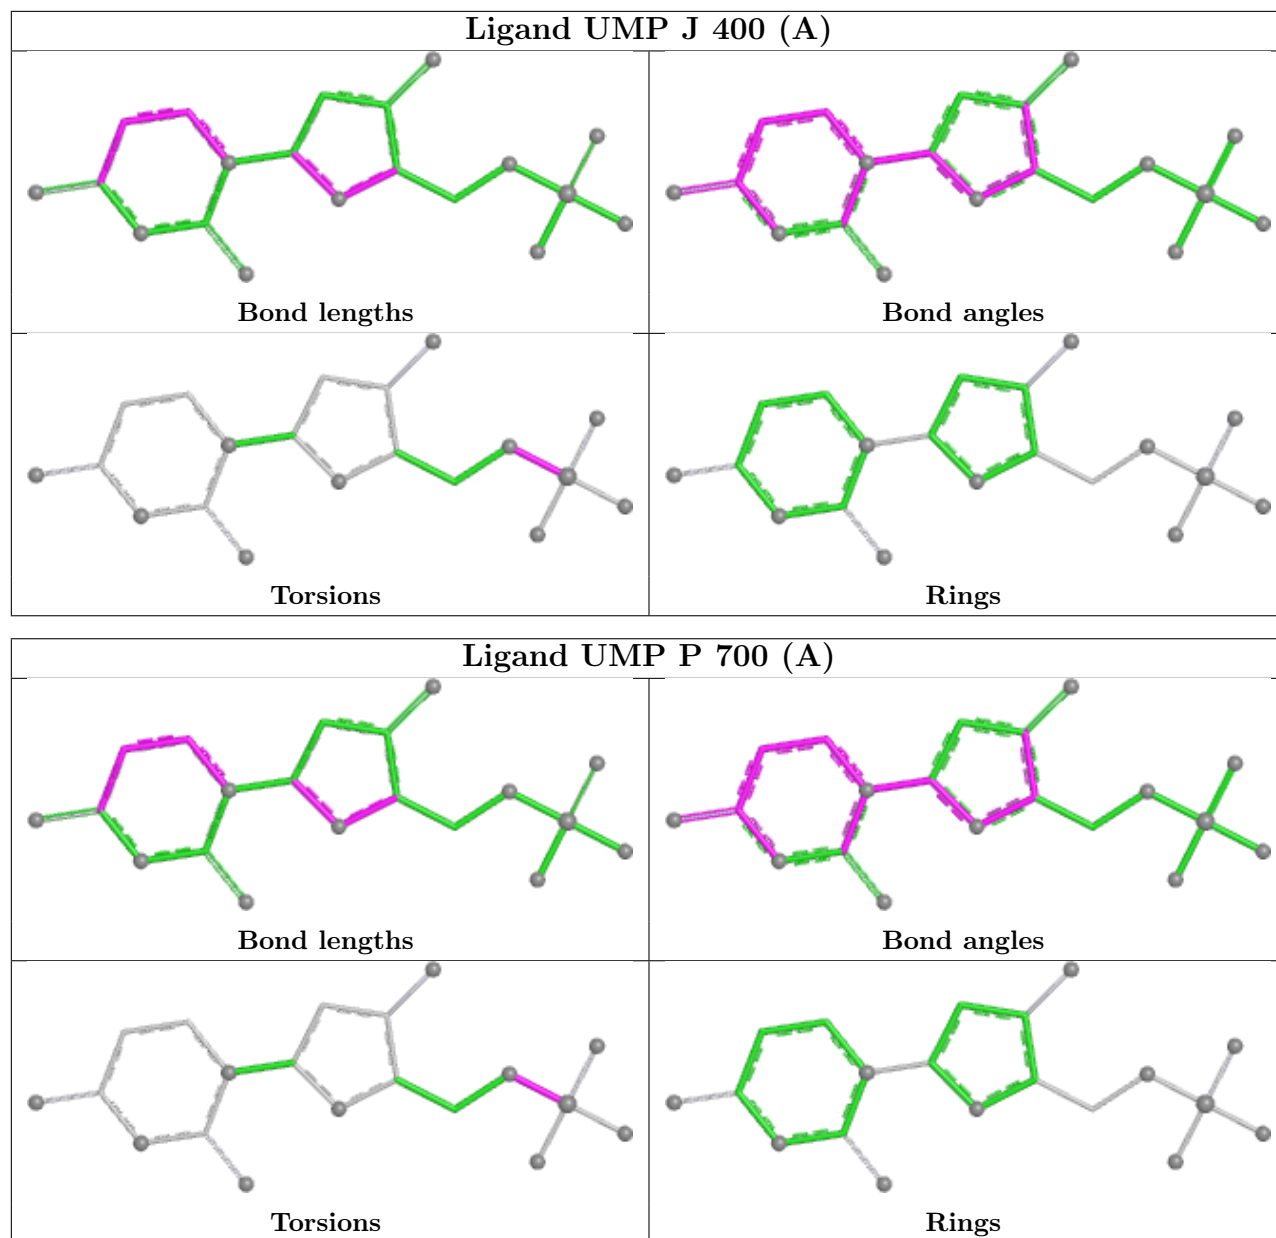 Ligand UMP J 400 (A)
Bond lengths
Bond angles
Torsions
Rings
Ligand UMP P 700 (A)
Bond lengths
Bond angles
Torsions
Rings